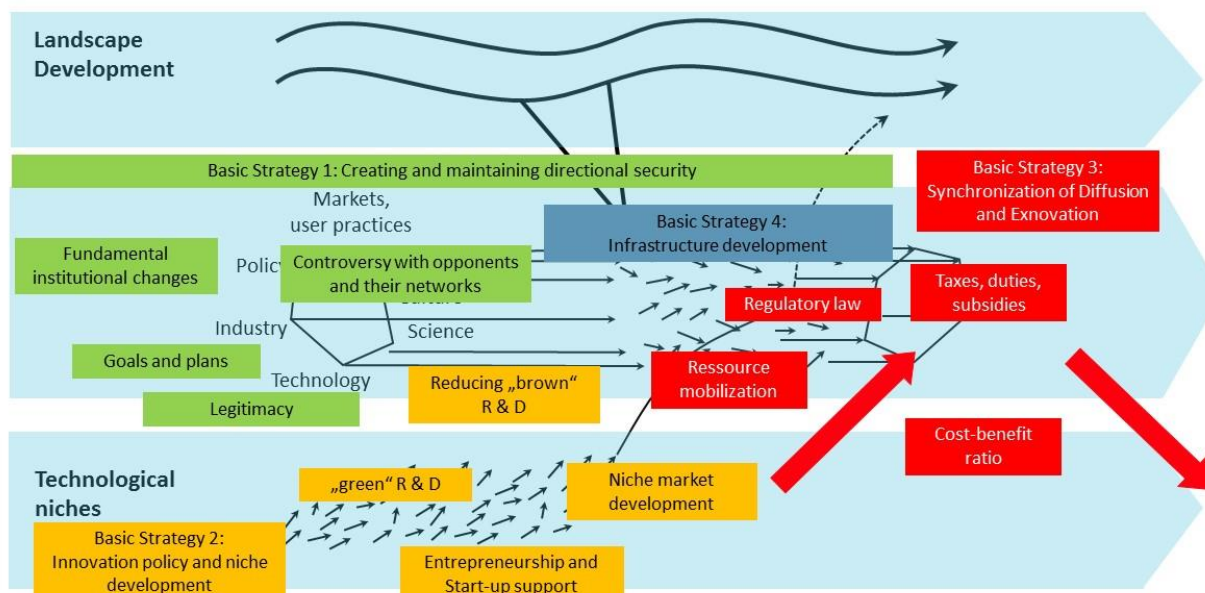 Landscape
Development
Basic Strategy 1: Creating and maintaining directional security
Basic Strategy 3:
Synchronization of Diffusion
and Exnovation
Markets,
user practices
Basic Strategy 4:
Infrastructure development
Fundamental
institutional changes
Policy
Controversy with opponents
and their networks
Taxes, duties,
subsidies
Regulatory law
Industry
Science
Goals and plans
Ressource
mobilization
Technology
Reducing „brown“
R & D
Legitimacy
Cost-benefit
ratio
Technological
niches
„green“ R & D
Niche market
development
Basic Strategy 2:
Innovation policy and niche
development
Entrepreneurship and
Start-up support